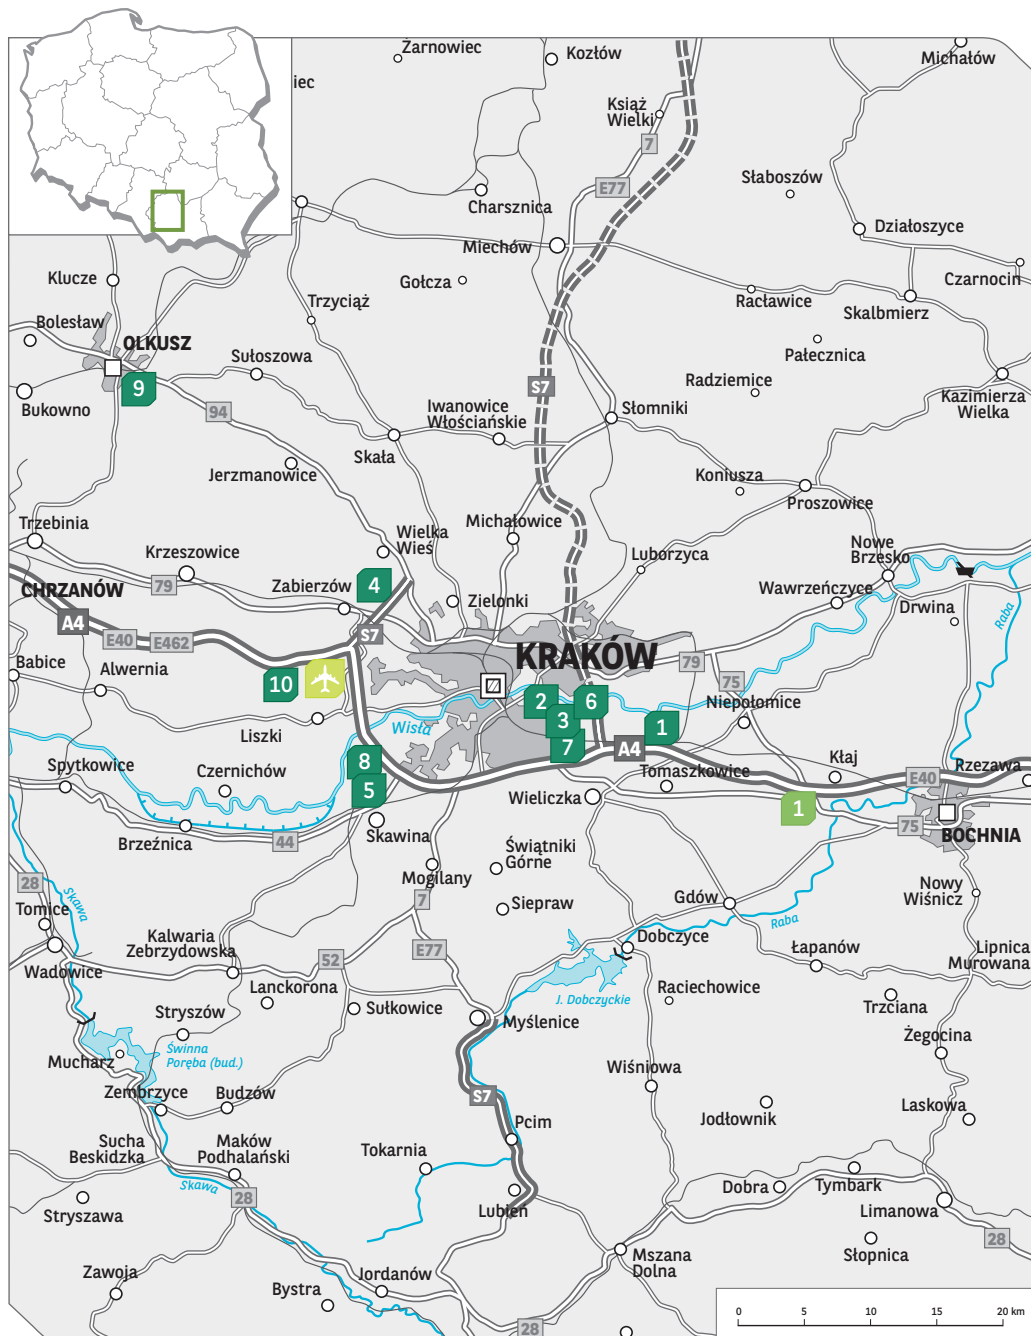 Żarnowiec
Kozłów
Michałów
iec
Książ
Wielki
7
E77
Słaboszów
Charsznica
Działoszyce
Miechów
Czarnocin
Klucze
Gołcza
Trzyciąż
Racławice
Skalbmierz
Bolesław
OLKUSZ
Sułoszowa
Pałecznica
9
S7
Radziemice
Kazimierza
Wielka
Bukowno
94
Iwanowice
Włościańskie
Słomniki
Skała
Jerzmanowice
Koniusza
Proszowice
Trzebinia
Michałowice
Wielka
Wieś
Krzeszowice
Luborzyca
Nowe
Brzesko
79
CHRZANÓW
Zabierzów
4
Zielonki
Wawrzeńczyce
Drwina
Raba
A4
E40
E462
S7
KRAKÓW
79
Babice
Alwernia
10
75
2
6
Niepołomice
3
1
Liszki
Wisła
7
A4
8
5
Spytkowice
Czernichów
Tomaszkowice
Kłaj
Rzezawa
E40
Wieliczka
1
Brzeźnica
44
Skawina
75
BOCHNIA
Świątniki
Górne
28
Skawa
Mogilany
7
Nowy
Wiśnicz
Tomice
Siepraw
Gdów
Raba
Kalwaria
Zebrzydowska
Dobczyce
Łapanów
Lipnica
Murowana
52
E77
Wadowice
Lanckorona
Sułkowice
J. Dobczyckie
Raciechowice
Trzciana
Stryszów
Myślenice
Żegocina
Świnna
Poręba (bud.)
Mucharz
Wiśniowa
Zembrzyce
Budzów
S7
Jodłownik
Laskowa
Pcim
Sucha
Beskidzka
Maków
Podhalański
Tokarnia
Skawa
28
Dobra
Tymbark
Limanowa
Stryszawa
Lubień
28
Słopnica
Mszana
Dolna
Zawoja
Jordanów
Bystra
28
0 5 10 15 20 km